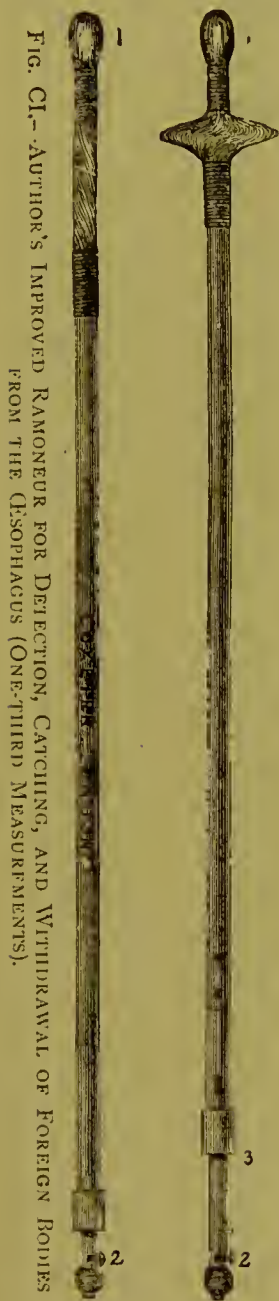 FIG. CI.—AUTHOR'S IMPROVED RAMONEUR FOR DETECTION, CATCHING, AND WITHDRAWAL OF FOREIGN BODIES
FROM THE ŒSOPHAGUS (ONE-THIRD MEASUREMENTS).
1
2
3
2